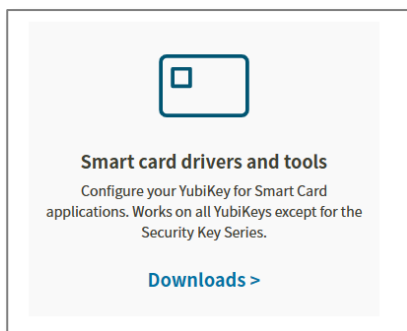 Smart card drivers and tools
Configure your YubiKey for Smart Card
applications. Works on all YubiKeys except for the
Security Key Series.
Downloads >